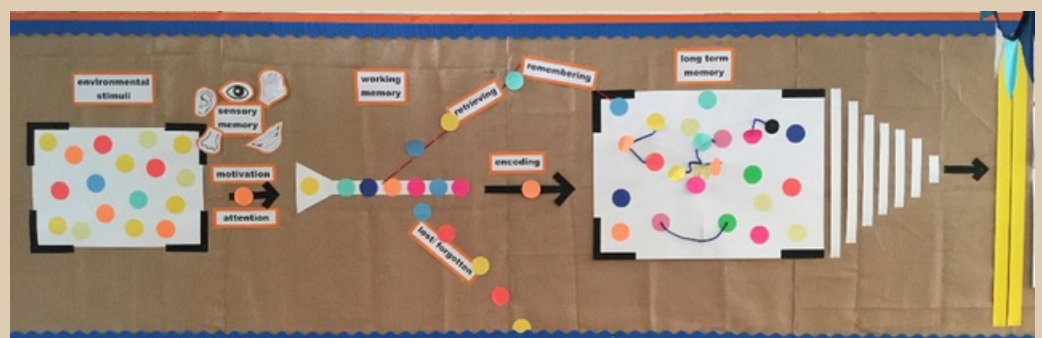 environmental
stimuli
sensory
memory
motivation
attention
working
memory
retrieving
remembering
encoding
lost/forgotten
long term
memory